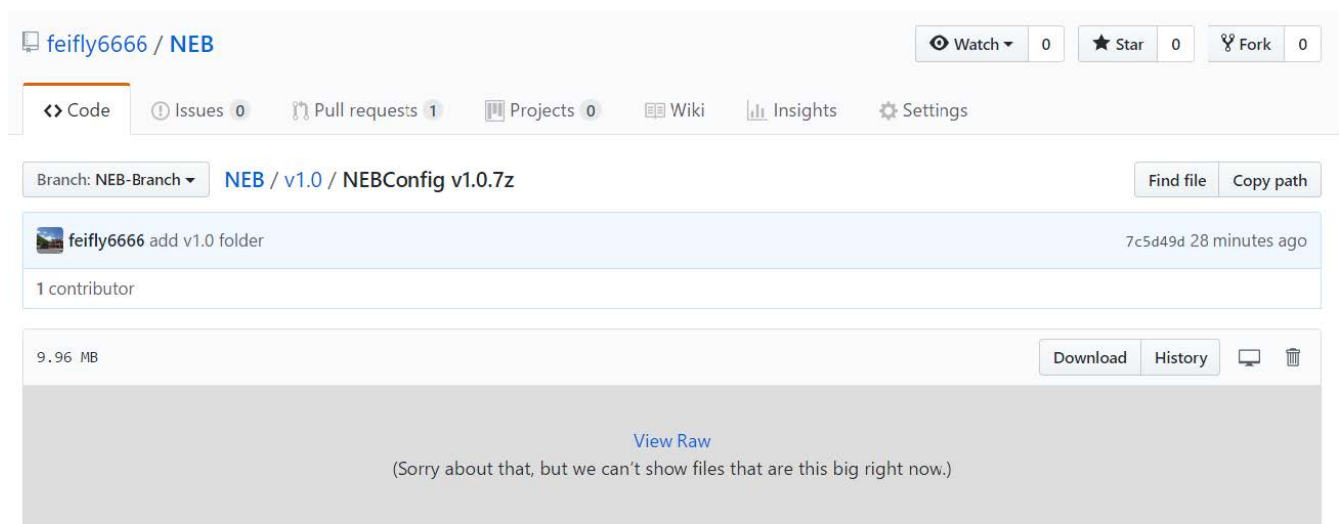 feifly6666 / NEB
Watch 0 Star 0 Fork 0
Code Issues 0 Pull requests 1 Projects 0 Wiki Insights Settings
Branch: NEB-Branch NEB / v1.0 / NEBConfig v1.0.7z Find file Copy path
feifly6666 add v1.0 folder 7c5d49d 28 minutes ago
1 contributor
9.96 MB Download History
View Raw
(Sorry about that, but we can't show files that are this big right now.)